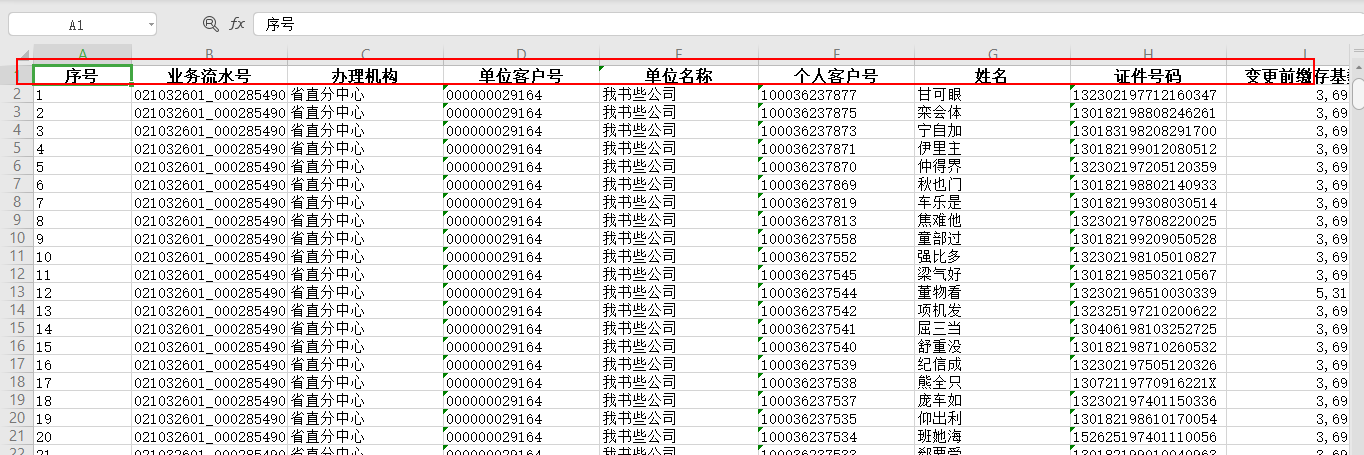 A1 fx 序号
A B C D E F G H I
1 序号 业务流水号 办理机构 单位客户号 单位名称 个人客户号 姓名 证件号码 变更前缴存基
2 1 021032601_000285490 省直分中心 000000029164 我书些公司 100036237877 甘可眼 132302197712160347 3,69
3 2 021032601_000285490 省直分中心 000000029164 我书些公司 100036237875 栾会体 130182198808246261 3,69
4 3 021032601_000285490 省直分中心 000000029164 我书些公司 100036237873 宁自加 130183198208291700 3,69
5 4 021032601_000285490 省直分中心 000000029164 我书些公司 100036237871 伊里主 130182199012080512 3,69
6 5 021032601_000285490 省直分中心 000000029164 我书些公司 100036237870 仲得界 132302197205120359 3,69
7 6 021032601_000285490 省直分中心 000000029164 我书些公司 100036237869 秋也门 130182198802140933 3,69
8 7 021032601_000285490 省直分中心 000000029164 我书些公司 100036237819 车乐是 130182199308030514 3,69
9 8 021032601_000285490 省直分中心 000000029164 我书些公司 100036237813 焦难他 132302197808220025 3,69
10 9 021032601_000285490 省直分中心 000000029164 我书些公司 100036237558 童部过 130182199209050528 3,69
11 10 021032601_000285490 省直分中心 000000029164 我书些公司 100036237552 强比多 132302198105010827 3,69
12 11 021032601_000285490 省直分中心 000000029164 我书些公司 100036237545 梁气好 130182198503210567 3,69
13 12 021032601_000285490 省直分中心 000000029164 我书些公司 100036237544 董物看 132302196510030339 5,31
14 13 021032601_000285490 省直分中心 000000029164 我书些公司 100036237542 项机发 132325197210200622 3,69
15 14 021032601_000285490 省直分中心 000000029164 我书些公司 100036237541 屈三当 130406198103252725 3,69
16 15 021032601_000285490 省直分中心 000000029164 我书些公司 100036237540 舒重没 130182198710260532 3,69
17 16 021032601_000285490 省直分中心 000000029164 我书些公司 100036237539 纪信成 132302197505120326 3,69
18 17 021032601_000285490 省直分中心 000000029164 我书些公司 100036237538 熊全只 13072119770916221X 3,69
19 18 021032601_000285490 省直分中心 000000029164 我书些公司 100036237537 庞车如 132302197401150336 3,69
20 19 021032601_000285490 省直分中心 000000029164 我书些公司 100036237535 仰出利 130182198610170054 3,69
21 20 021032601_000285490 省直分中心 000000029164 我书些公司 100036237534 班她海 152625197401110056 3,69